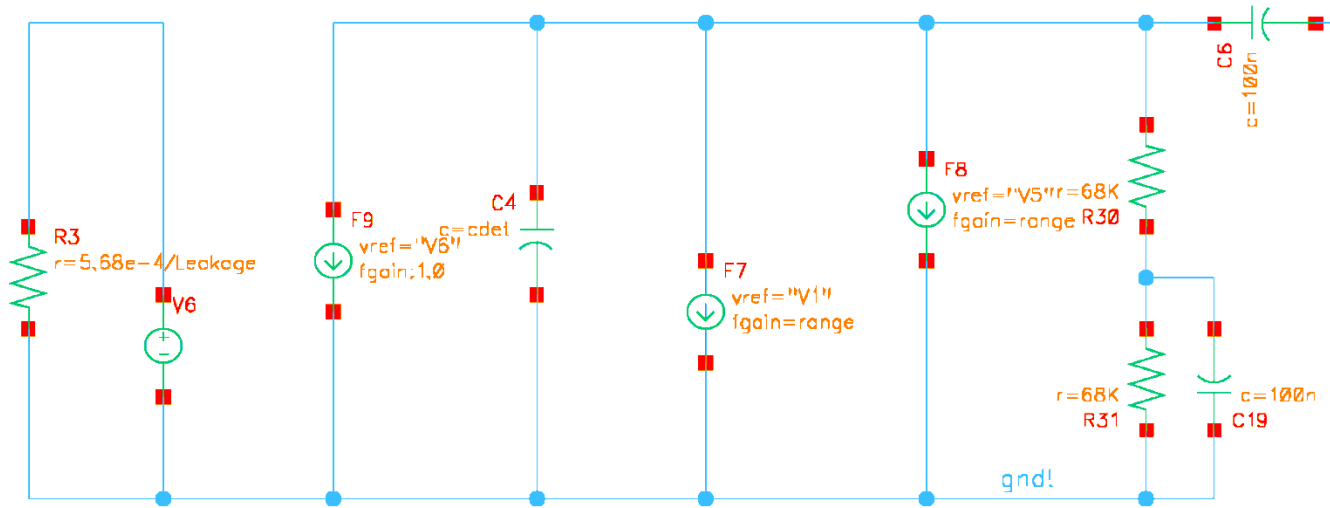 R3
r=5.68e-4/Leakage
V6
F9
vref="V6"
fgain:1.0
C4
c=cdet
F7
vref="V1"
fgain=range
F8
vref="V5"
fgain=range
r=68K
R30
C6
c=100n
r=68K
R31
c=100n
C19
gnd!